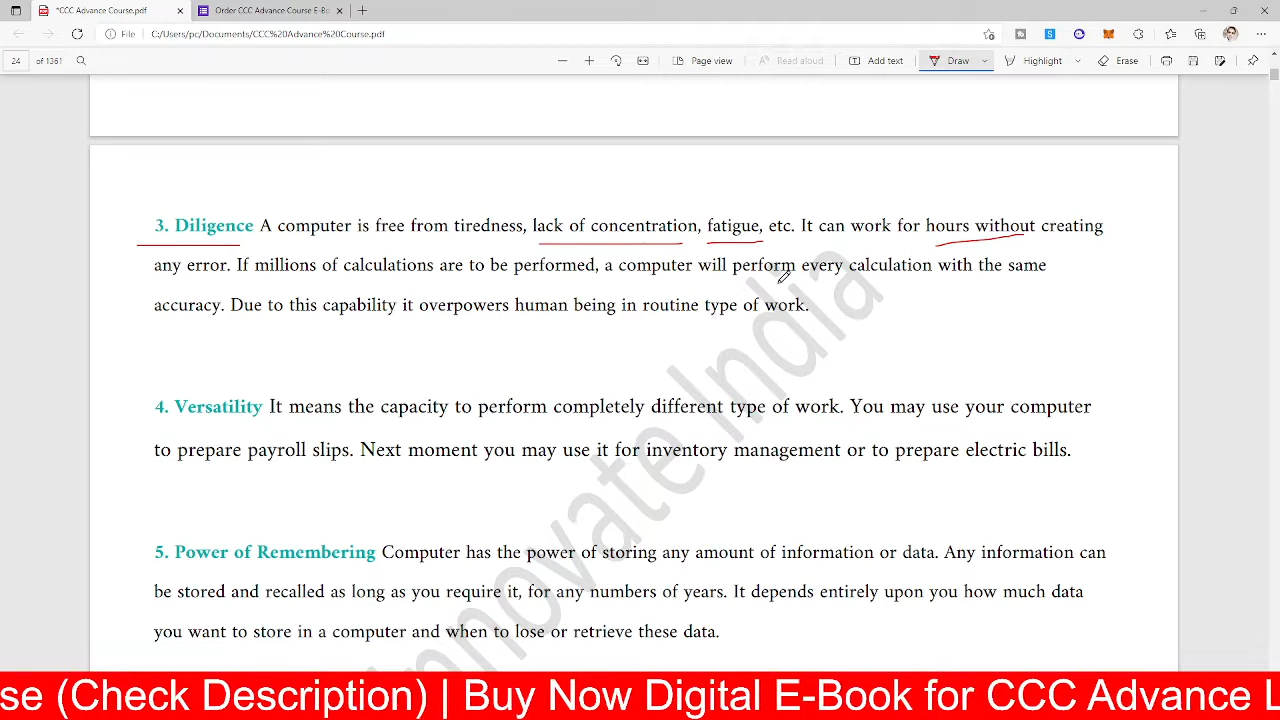 *CCC Advance Course.pdf
Order CCC Advance Course E-Bo
File
C:/Users/pc/Documents/CCC%20Advance%20Course.pdf
24 of 1361
Page view
Read aloud
Add text
Draw
Highlight
Erase
3. Diligence A computer is free from tiredness, lack of concentration, fatigue, etc. It can work for hours without creating
any error. If millions of calculations are to be performed, a computer will perform every calculation with the same
accuracy. Due to this capability it overpowers human being in routine type of work.
4. Versatility It means the capacity to perform completely different type of work. You may use your computer
to prepare payroll slips. Next moment you may use it for inventory management or to prepare electric bills.
5. Power of Remembering Computer has the power of storing any amount of information or data. Any information can
be stored and recalled as long as you require it, for any numbers of years. It depends entirely upon you how much data
you want to store in a computer and when to lose or retrieve these data.
Innovate India
se (Check Description) | Buy Now Digital E-Book for CCC Advance L